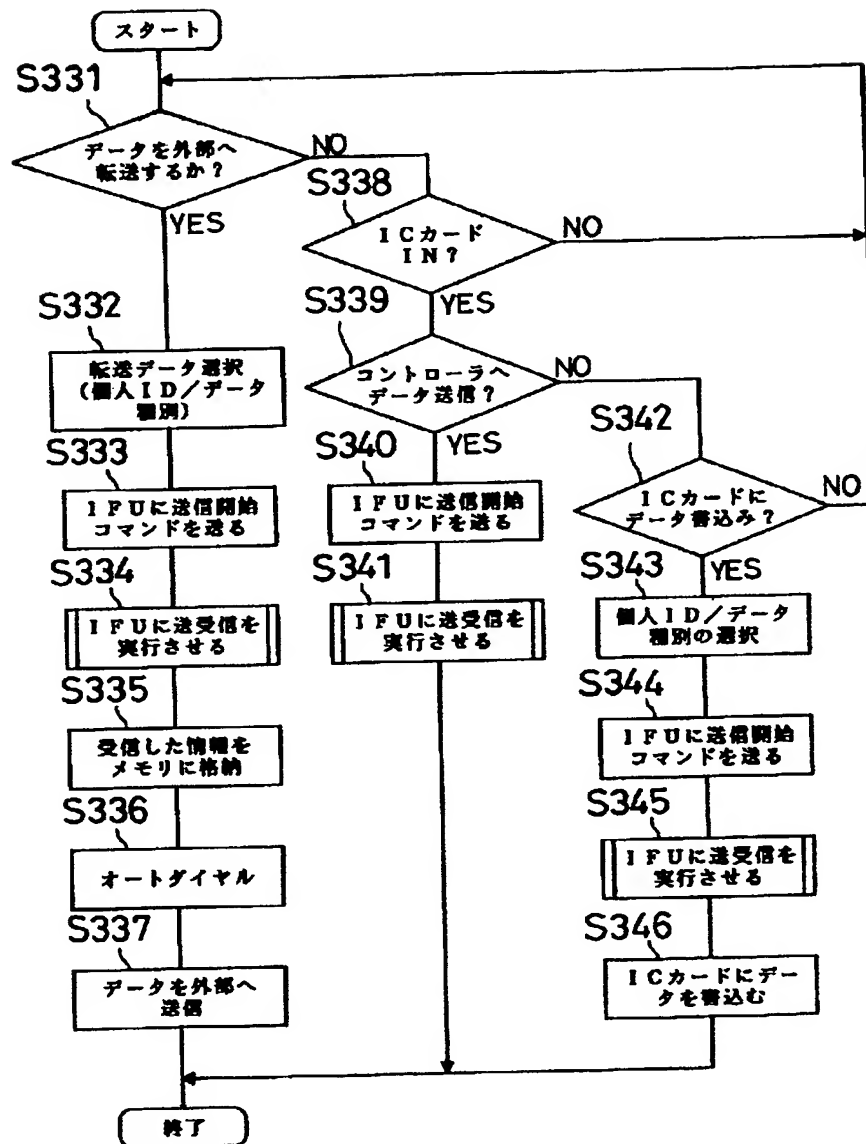 スタート
S331
データを外部へ
転送するか?
NO
YES
S338
ICカード
IN?
NO
YES
S332
転送データ選択
(個人ID/データ
種別)
S339
コントローラへ
データ送信?
NO
YES
S333
IFUに送信開始
コマンドを送る
S340
IFUに送信開始
コマンドを送る
S342
ICカードに
データ書込み?
NO
YES
S334
IFUに送受信を
実行させる
S341
IFUに送受信を
実行させる
S343
個人ID/データ
種別の選択
S335
受信した情報を
メモリに格納
S344
IFUに送信開始
コマンドを送る
S336
オートダイヤル
S345
IFUに送受信を
実行させる
S337
データを外部へ
送信
S346
ICカードにデー
タを書込む
終了